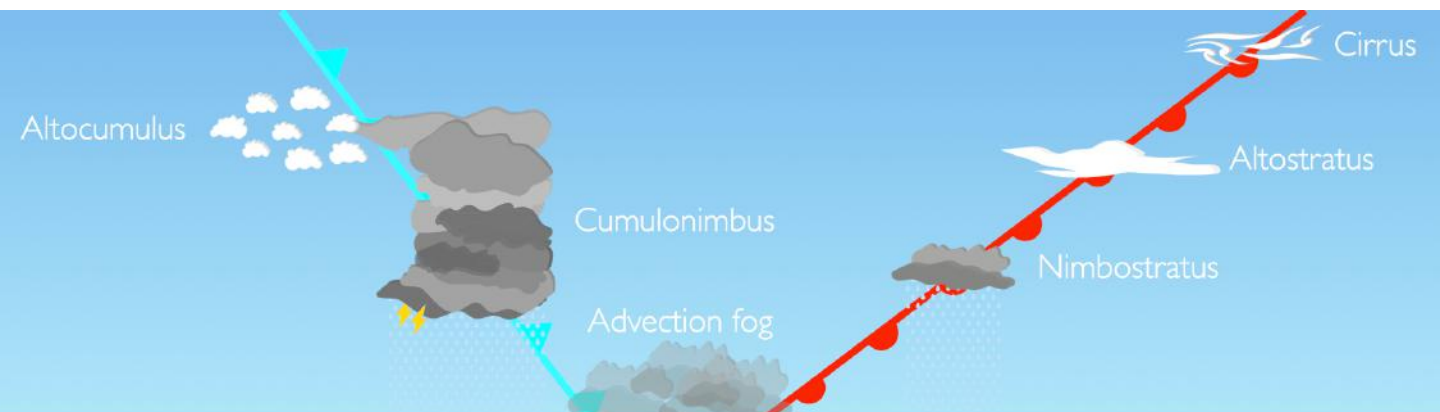 Cirrus
Altocumulus
Altostratus
Cumulonimbus
Nimbostratus
Advection fog